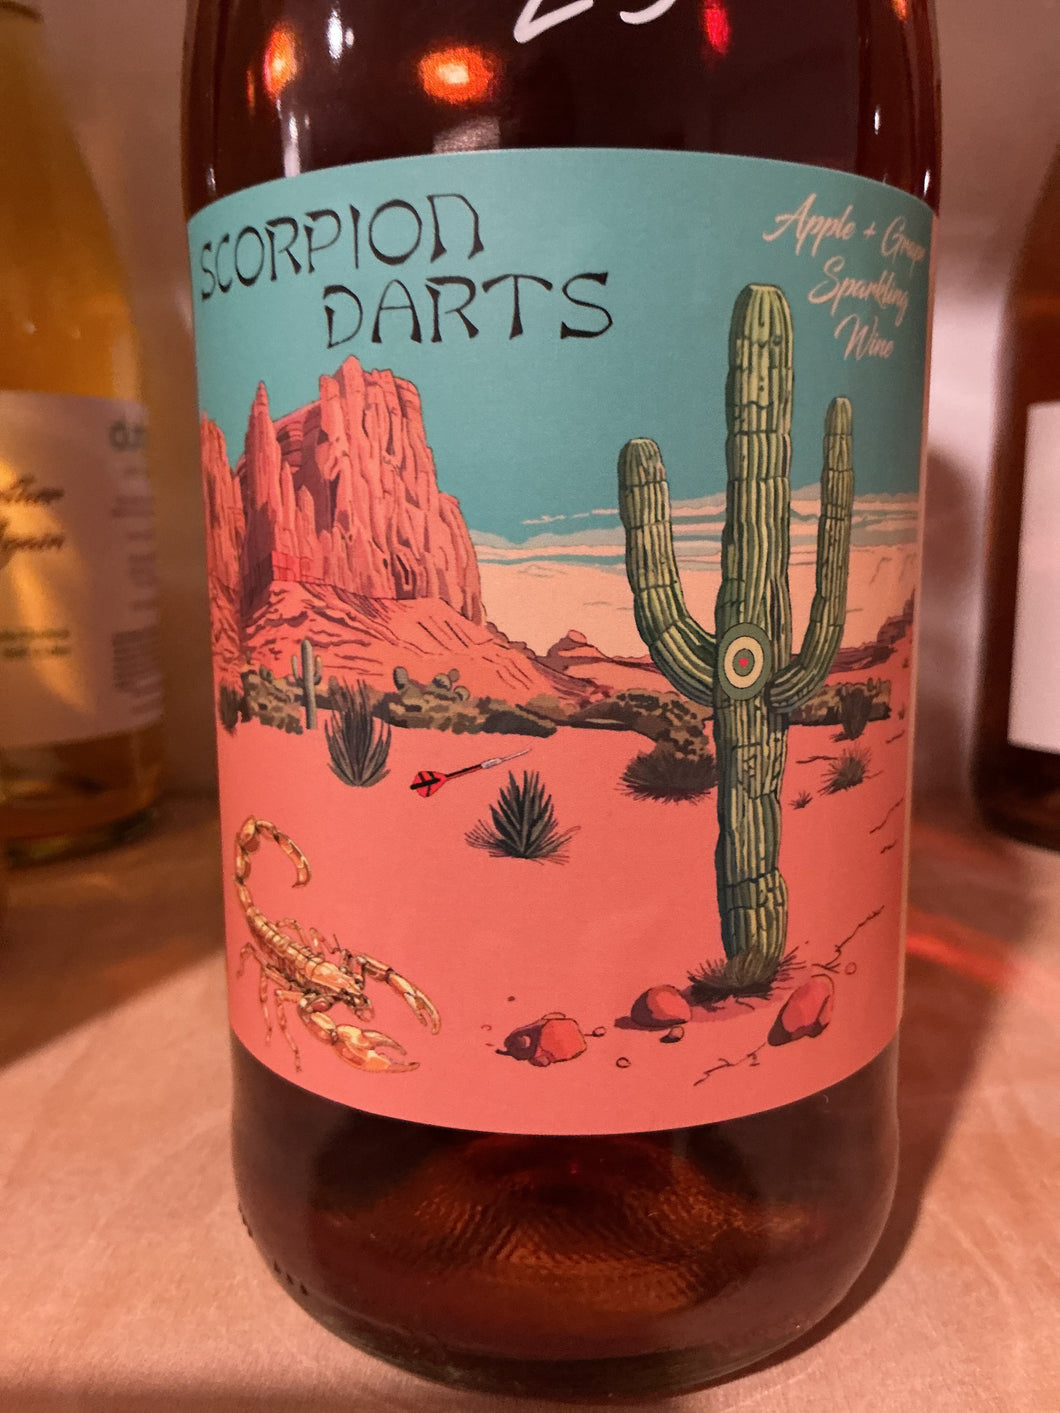 SCORPION
DARTS
Apple + Grape
Sparkling
Wine